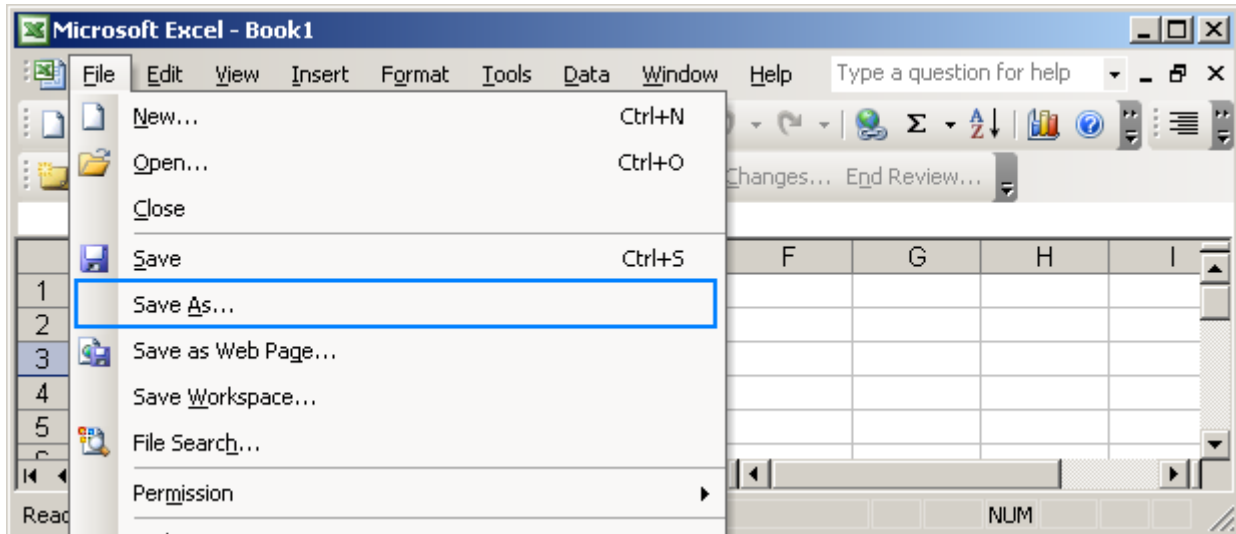 Microsoft Excel - Book1
File Edit View Insert Format Tools Data Window Help Type a question for help
New... Ctrl+N
Open... Ctrl+O
Changes... End Review...
Close
Save Ctrl+S
F G H I
1
Save As...
2
3 Save as Web Page...
4 Save Workspace...
5 File Search...
Permission
NUM